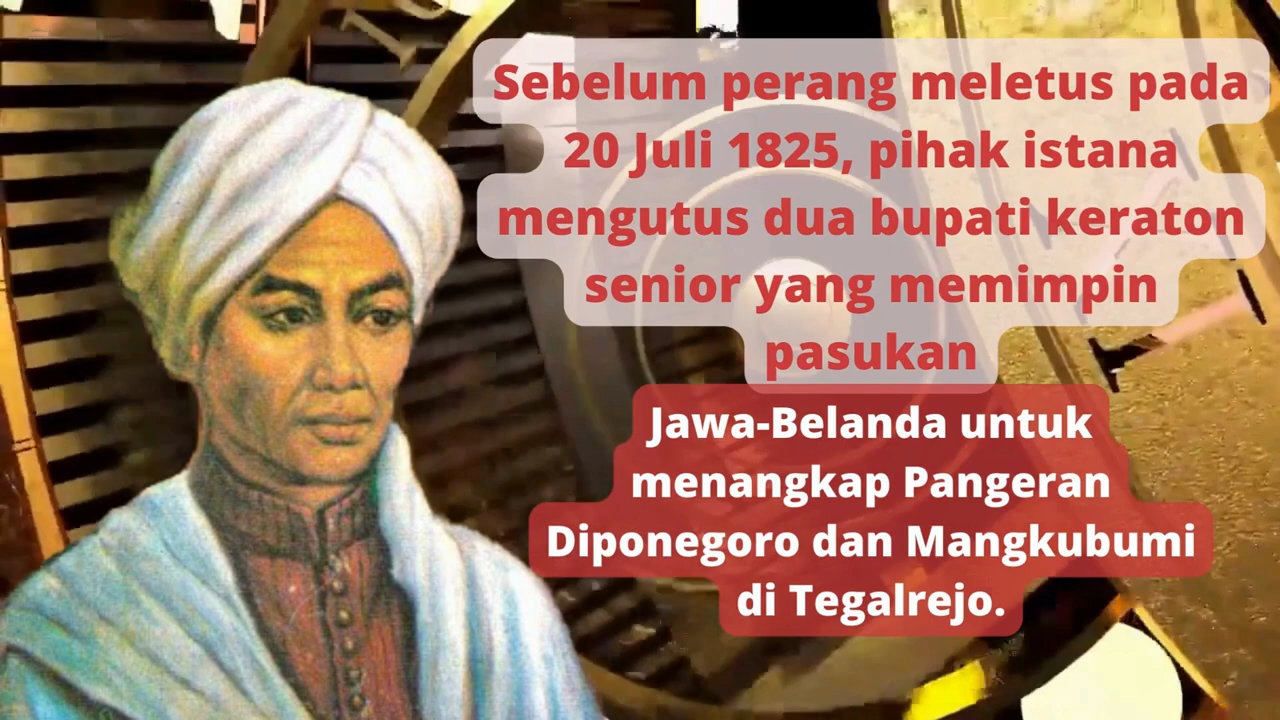 Sebelum perang meletus pada
20 Juli 1825, pihak istana
mengutus dua bupati keraton
senior yang memimpin
pasukan
Jawa-Belanda untuk
menangkap Pangeran
Diponegoro dan Mangkubumi
di Tegalrejo.